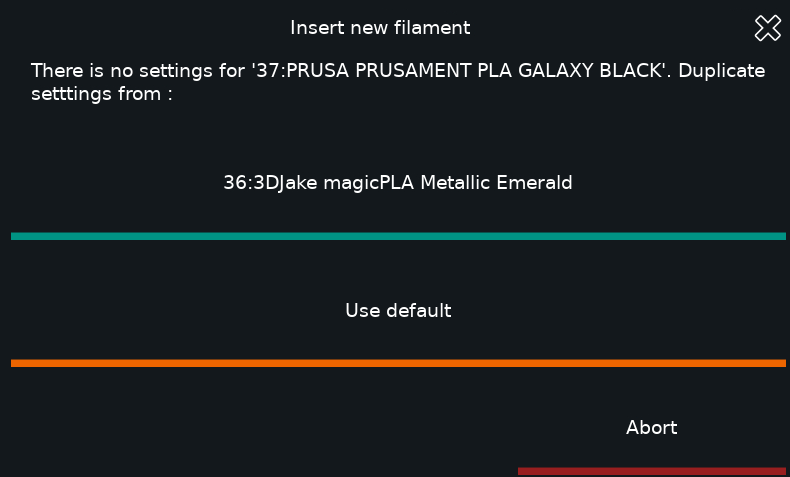 Insert new filament
There is no settings for '37:PRUSA PRUSAMENT PLA GALAXY BLACK'. Duplicate
setttings from :
36:3DJake magicPLA Metallic Emerald
Use default
Abort